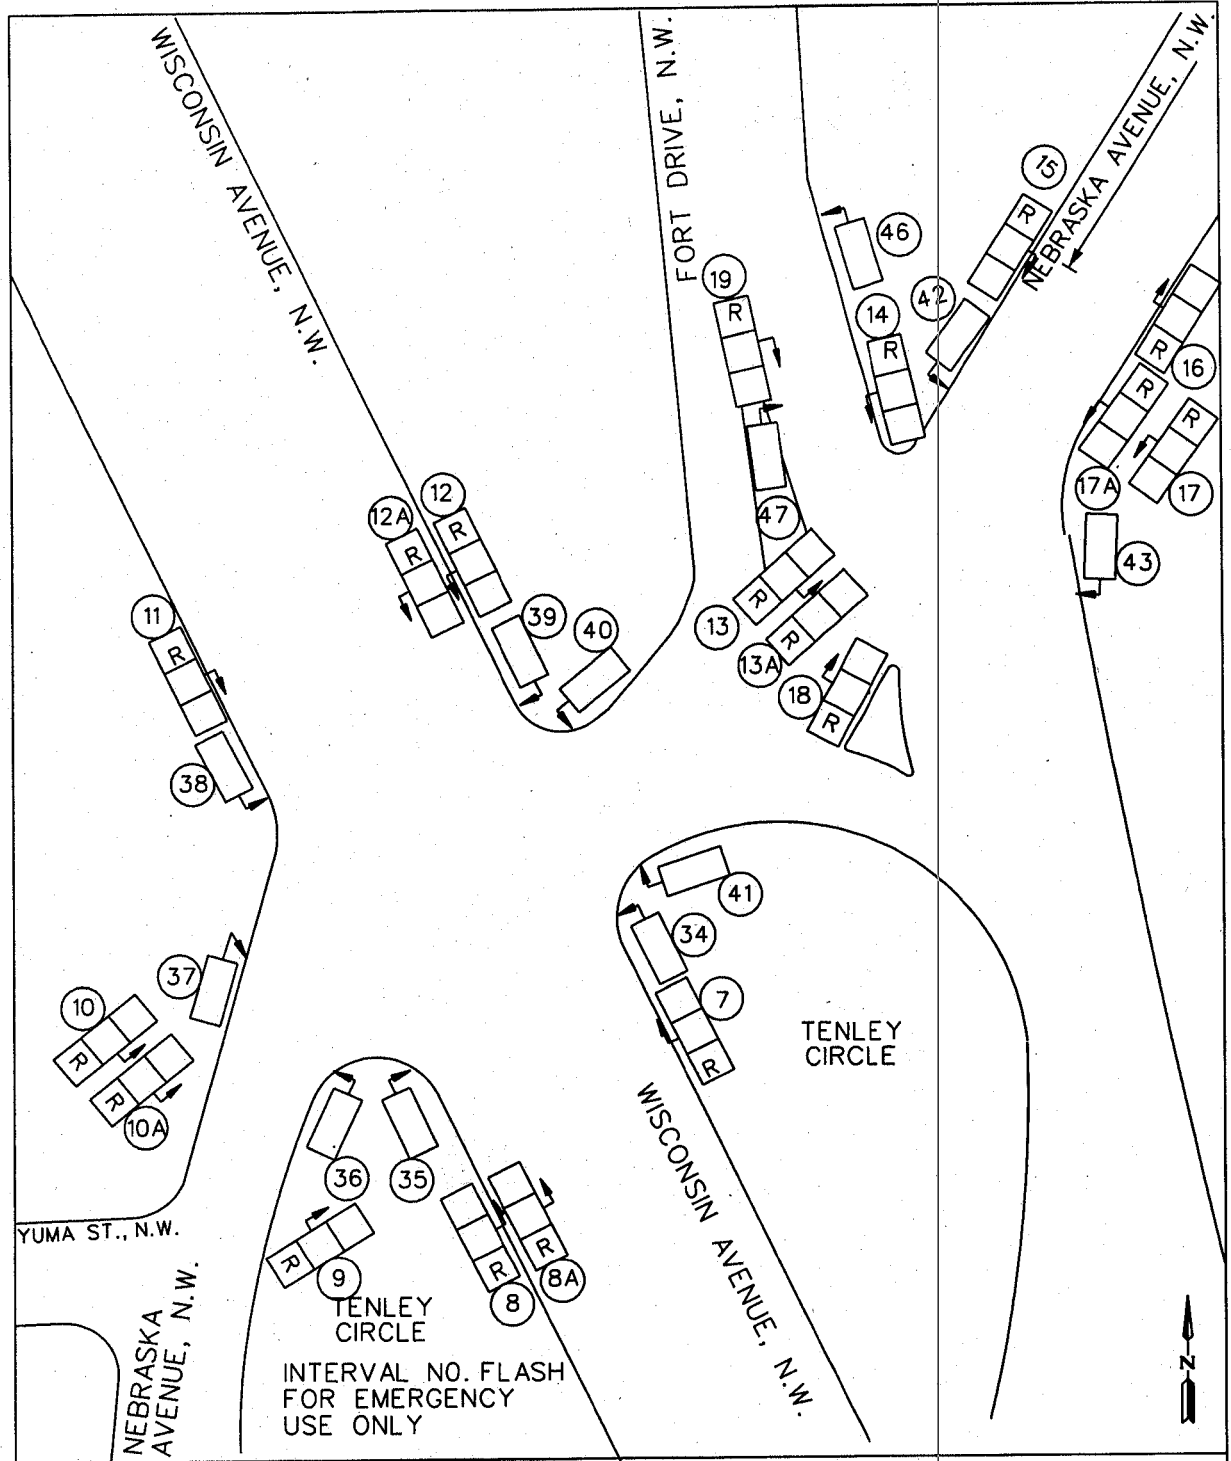 WISCONSIN AVENUE, N.W.
FORT DRIVE, N.W.
NEBRASKA AVENUE, N.W.
15
R
46
19
R
42
14
R
16
R
R
R
17A
17
12
12A
R
R
47
43
11
R
39
40
13
R
13A
R
18
R
38
41
34
37
10
R
7
R
TENLEY
CIRCLE
R
10A
WISCONSIN AVENUE, N.W.
36
35
YUMA ST., N.W.
R
9
R
8
R
8A
TENLEY
CIRCLE
NEBRASKA
AVENUE, N.W.
INTERVAL NO. FLASH
FOR EMERGENCY
USE ONLY
N